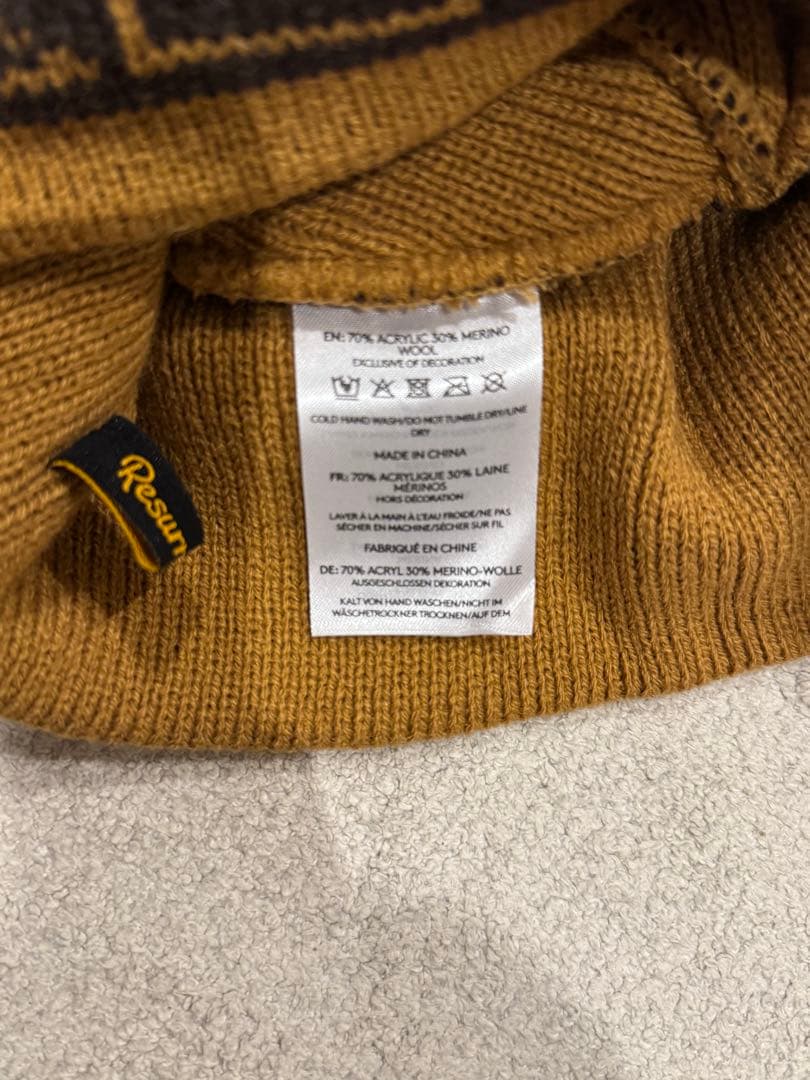 EN: 70% ACRYLIC 30% MERINO
WOOL
EXCLUSIVE OF DECORATION
COLD HAND WASH/DO NOT TUMBLE DRY/LINE
DRY
MADE IN CHINA
FR: 70% ACRYLIQUE 30% LAINE
MÉRINOS
HORS DÉCORATION
LAVER À LA MAIN À L'EAU FROIDE/NE PAS
SÉCHER EN MACHINE/SÉCHER SUR FIL
FABRIQUÉ EN CHINE
DE: 70% ACRYL 30% MERINO-WOLLE
AUSGESCHLOSSEN DEKORATION
KALT VON HAND WASCHEN/NICHT IM
WÄSCHETROCKNER TROCKNEN/AUF DEM
Resurr